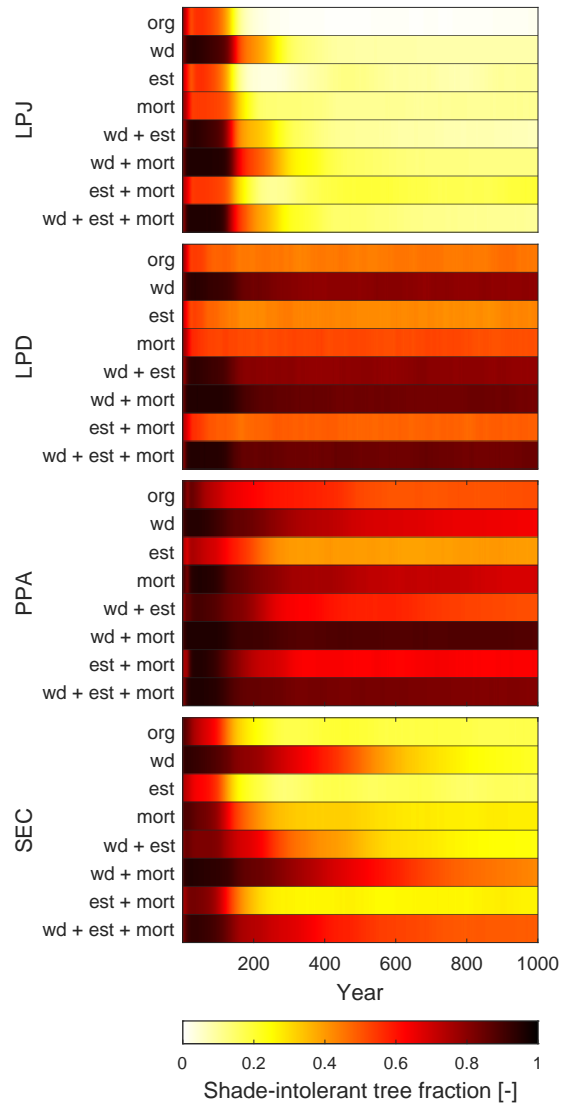 LPJ
org
wd
est
mort
wd + est
wd + mort
est + mort
wd + est + mort
LPD
org
wd
est
mort
wd + est
wd + mort
est + mort
wd + est + mort
PPA
org
wd
est
mort
wd + est
wd + mort
est + mort
wd + est + mort
SEC
org
wd
est
mort
wd + est
wd + mort
est + mort
wd + est + mort
200 400 600 800 1000
Year
0 0.2 0.4 0.6 0.8 1
Shade-intolerant tree fraction [-]